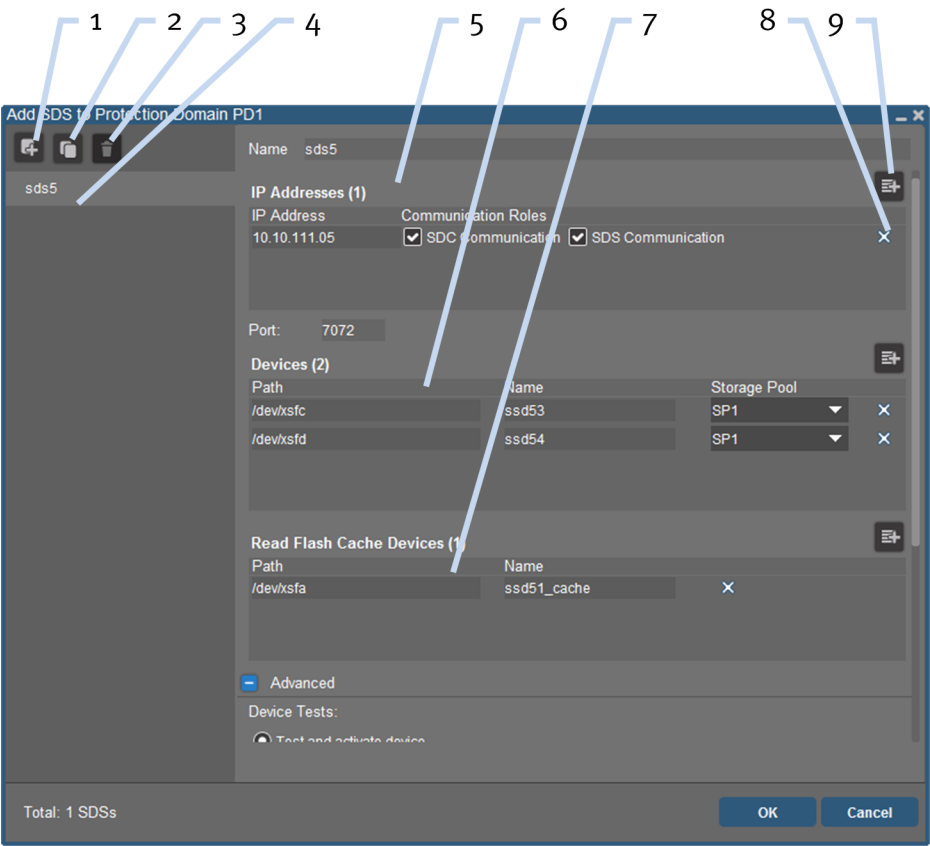 1 2 3 4 5 6 7 8 9
Add SDS to Protection Domain PD1
Name sds5
sds5
IP Addresses (1)
IP Address Communication Roles
10.10.111.05 SDC Communication SDS Communication
Port: 7072
Devices (2)
Path Name Storage Pool
/dev/xsfc ssd53 SP1
/dev/xsfd ssd54 SP1
Read Flash Cache Devices (1)
Path Name
/dev/xsfa ssd51_cache
Advanced
Device Tests:
Test and activate device
Total: 1 SDSs OK Cancel